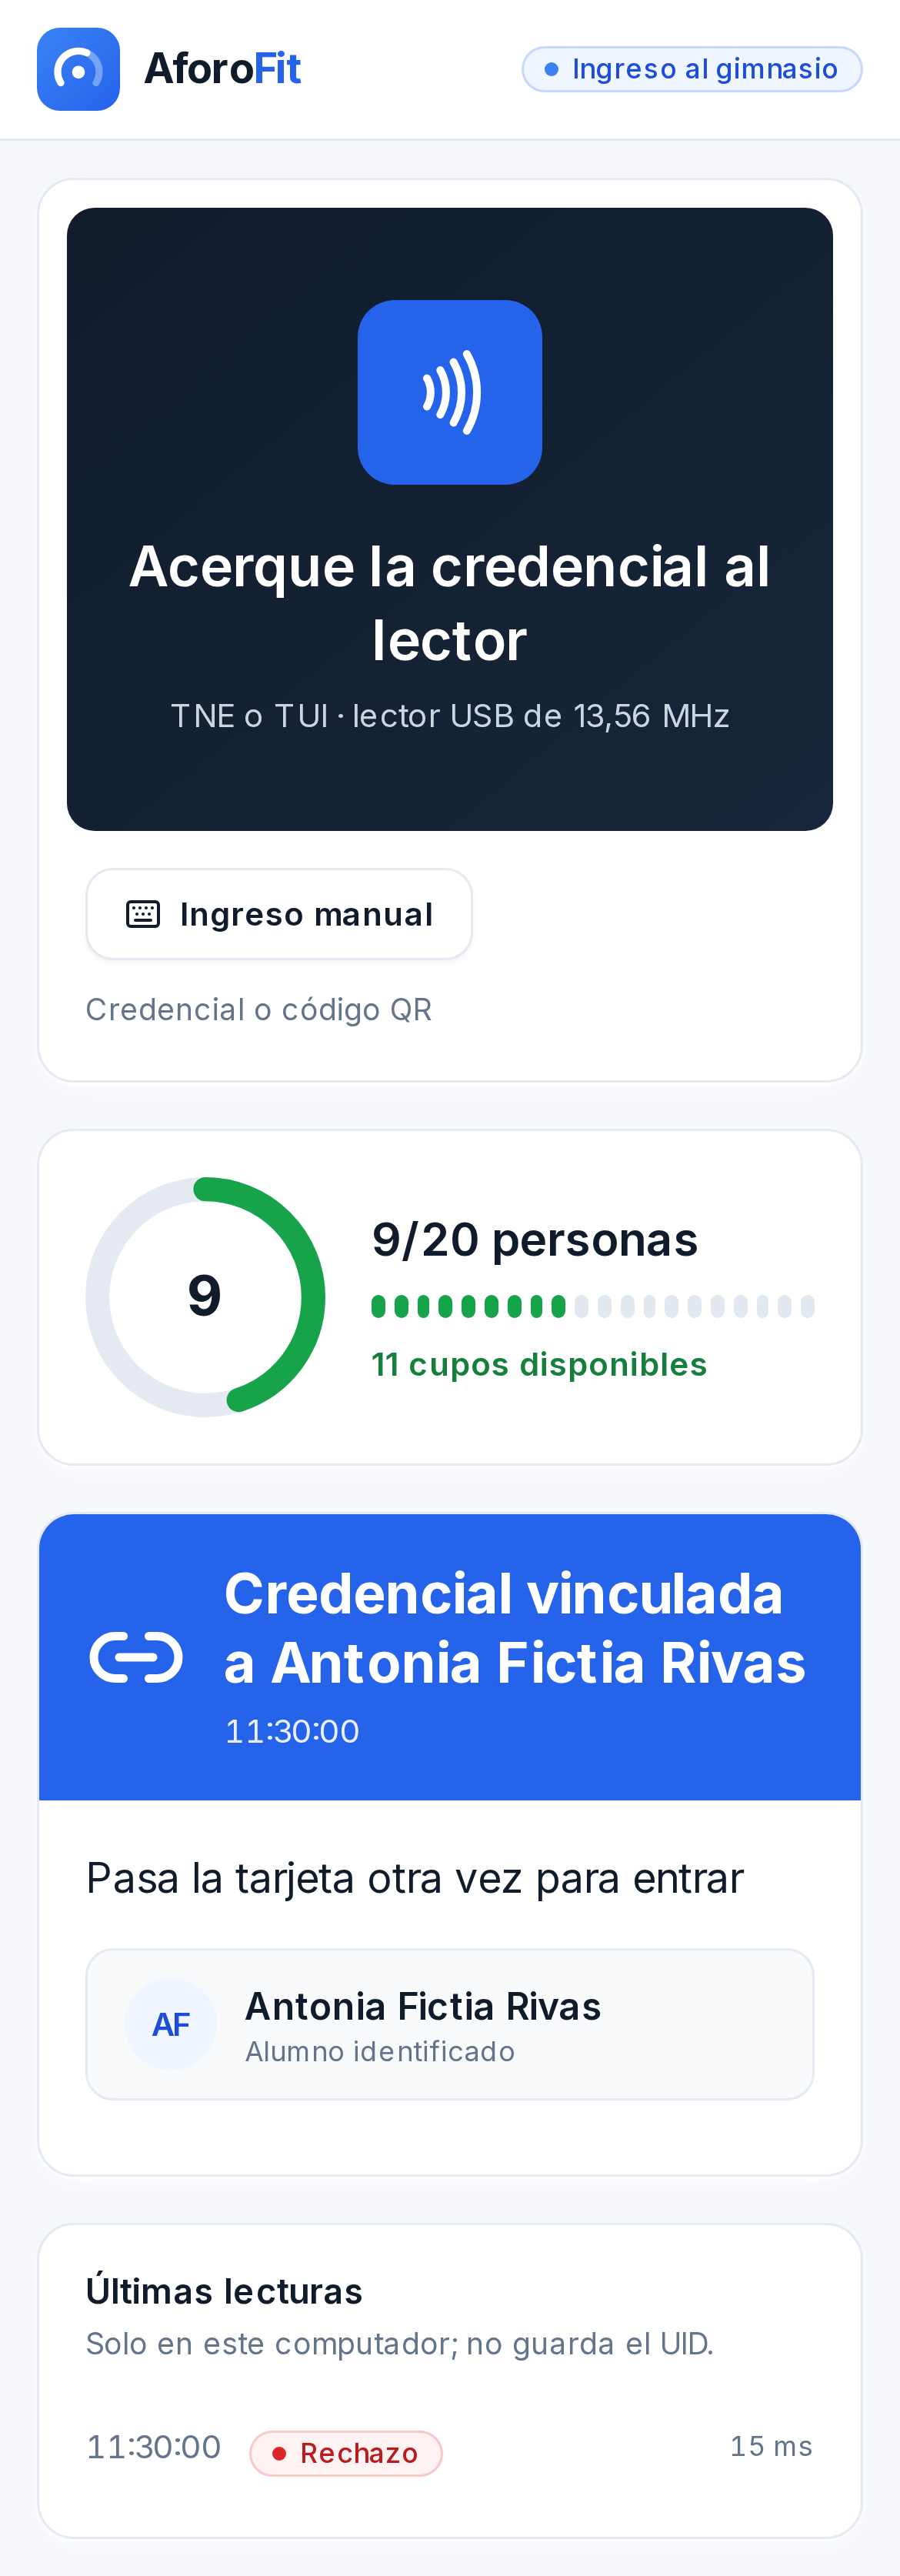 AforoFit
Ingreso al gimnasio
Acerque la credencial al
lector
TNE o TUI · lector USB de 13,56 MHz
Ingreso manual
Credencial o código QR
9
9/20 personas
11 cupos disponibles
Credencial vinculada
a Antonia Fictia Rivas
11:30:00
Pasa la tarjeta otra vez para entrar
AF
Antonia Fictia Rivas
Alumno identificado
Últimas lecturas
Solo en este computador; no guarda el UID.
11:30:00 Rechazo 15 ms